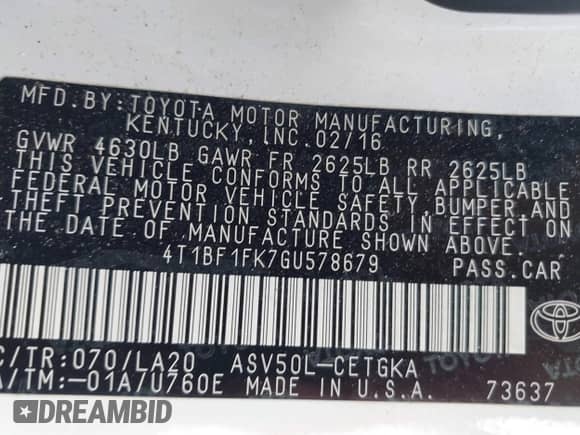 MFD.BY:TOYOTA MOTOR MANUFACTURING,
KENTUCKY, INC. 02/16
GVWR 4630LB GAWR FR 2625LB RR 2625LB
THIS VEHICLE CONFORMS TO ALL APPLICABLE
FEDERAL MOTOR VEHICLE SAFETY, BUMPER AND
THEFT PREVENTION STANDARDS IN EFFECT ON
THE DATE OF MANUFACTURE SHOWN ABOVE.
4T1BF1FK7GU578679 PASS.CAR
C/TR:070/LA20 ASV50L-CETGKA
A/TM:-01A/U760E MADE IN U.S.A. 73637
DEALERSHIP